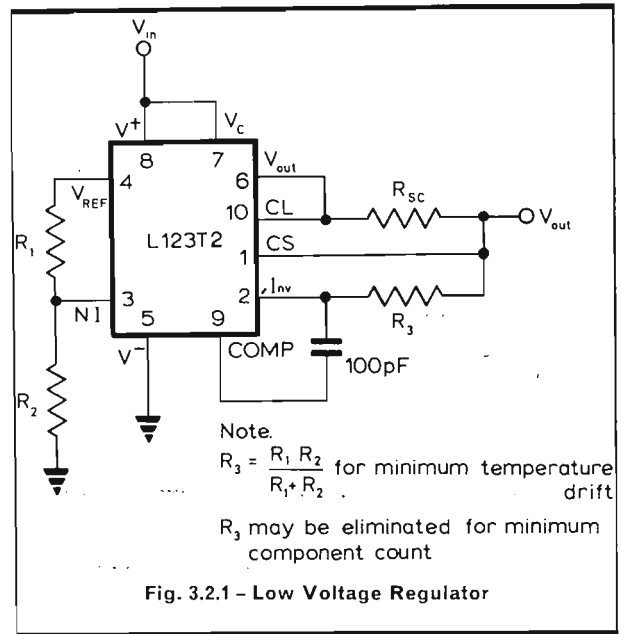 V_in
V+
V_C
8
7
V_out
4
6
V_REF
R_SC
10
CL
V_out
R_1
L123T2
1
CS
2
Inv
3
NI
R_3
5
9
V-
COMP
100pF
R_2
Note.
R_3 = R_1 R_2 / R_1 + R_2 for minimum temperature
drift
R_3 may be eliminated for minimum
component count
Fig. 3.2.1 – Low Voltage Regulator